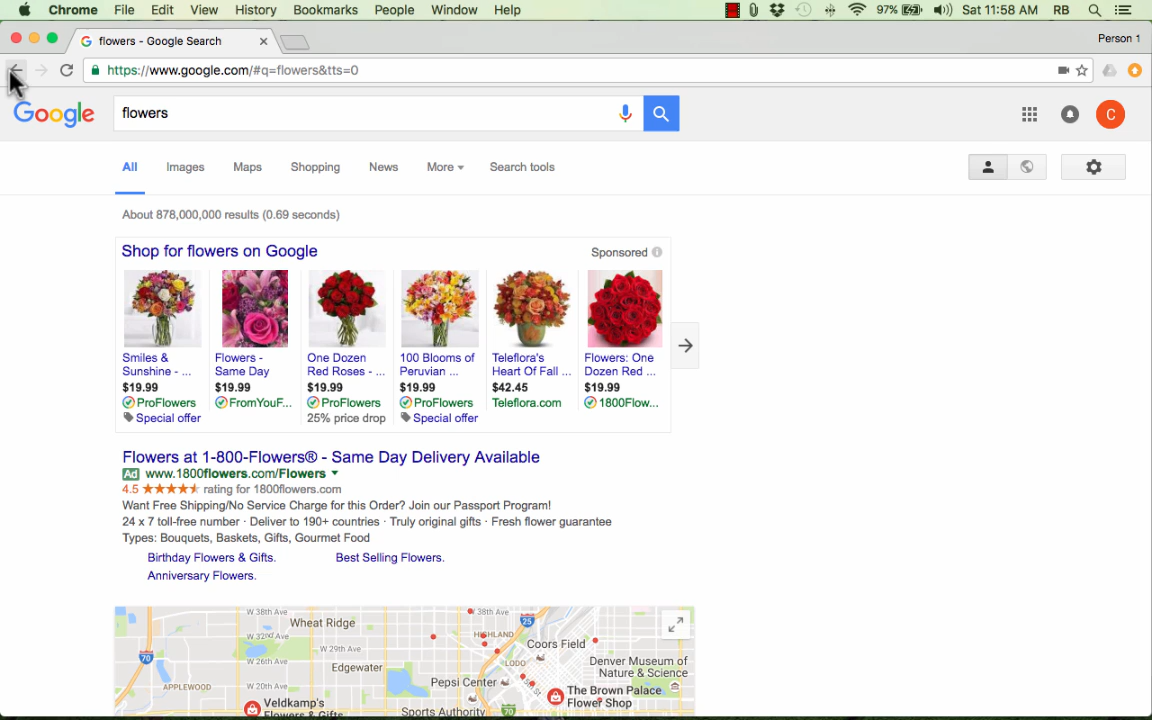 Chrome File Edit View History Bookmarks People Window Help 97% Sat 11:58 AM RB
flowers - Google Search Person 1
https://www.google.com/#q=flowers&tts=0
Google flowers C
All Images Maps Shopping News More Search tools
About 878,000,000 results (0.69 seconds)
Shop for flowers on Google Sponsored
Smiles & Flowers - One Dozen 100 Blooms of Teleflora's Flowers: One
Sunshine - ... Same Day Red Roses - ... Peruvian ... Heart Of Fall ... Dozen Red ...
$19.99 $19.99 $19.99 $19.99 $42.45 $19.99
ProFlowers FromYouF... ProFlowers ProFlowers Teleflora.com 1800Flow...
Special offer 25% price drop Special offer
Flowers at 1-800-Flowers® - Same Day Delivery Available
Ad www.1800flowers.com/Flowers
4.5 rating for 1800flowers.com
Want Free Shipping/No Service Charge for this Order? Join our Passport Program!
24 x 7 toll-free number · Deliver to 190+ countries · Truly original gifts · Fresh flower guarantee
Types: Bouquets, Baskets, Gifts, Gourmet Food
Birthday Flowers & Gifts. Best Selling Flowers.
Anniversary Flowers.
W 38th Ave W 38th Ave 38th Ave
Wheat Ridge 25
W 32nd Ave W 29th Ave HIGHLAND
70 W 26th Ave Edgewater LODO Coors Field
Denver Museum of
Nature & Science
APPLEWOOD W 20th Ave Pepsi Center
The Brown Palace
Flower Shop
Veldkamp's
Flowers & Gifts Sports Authority 70